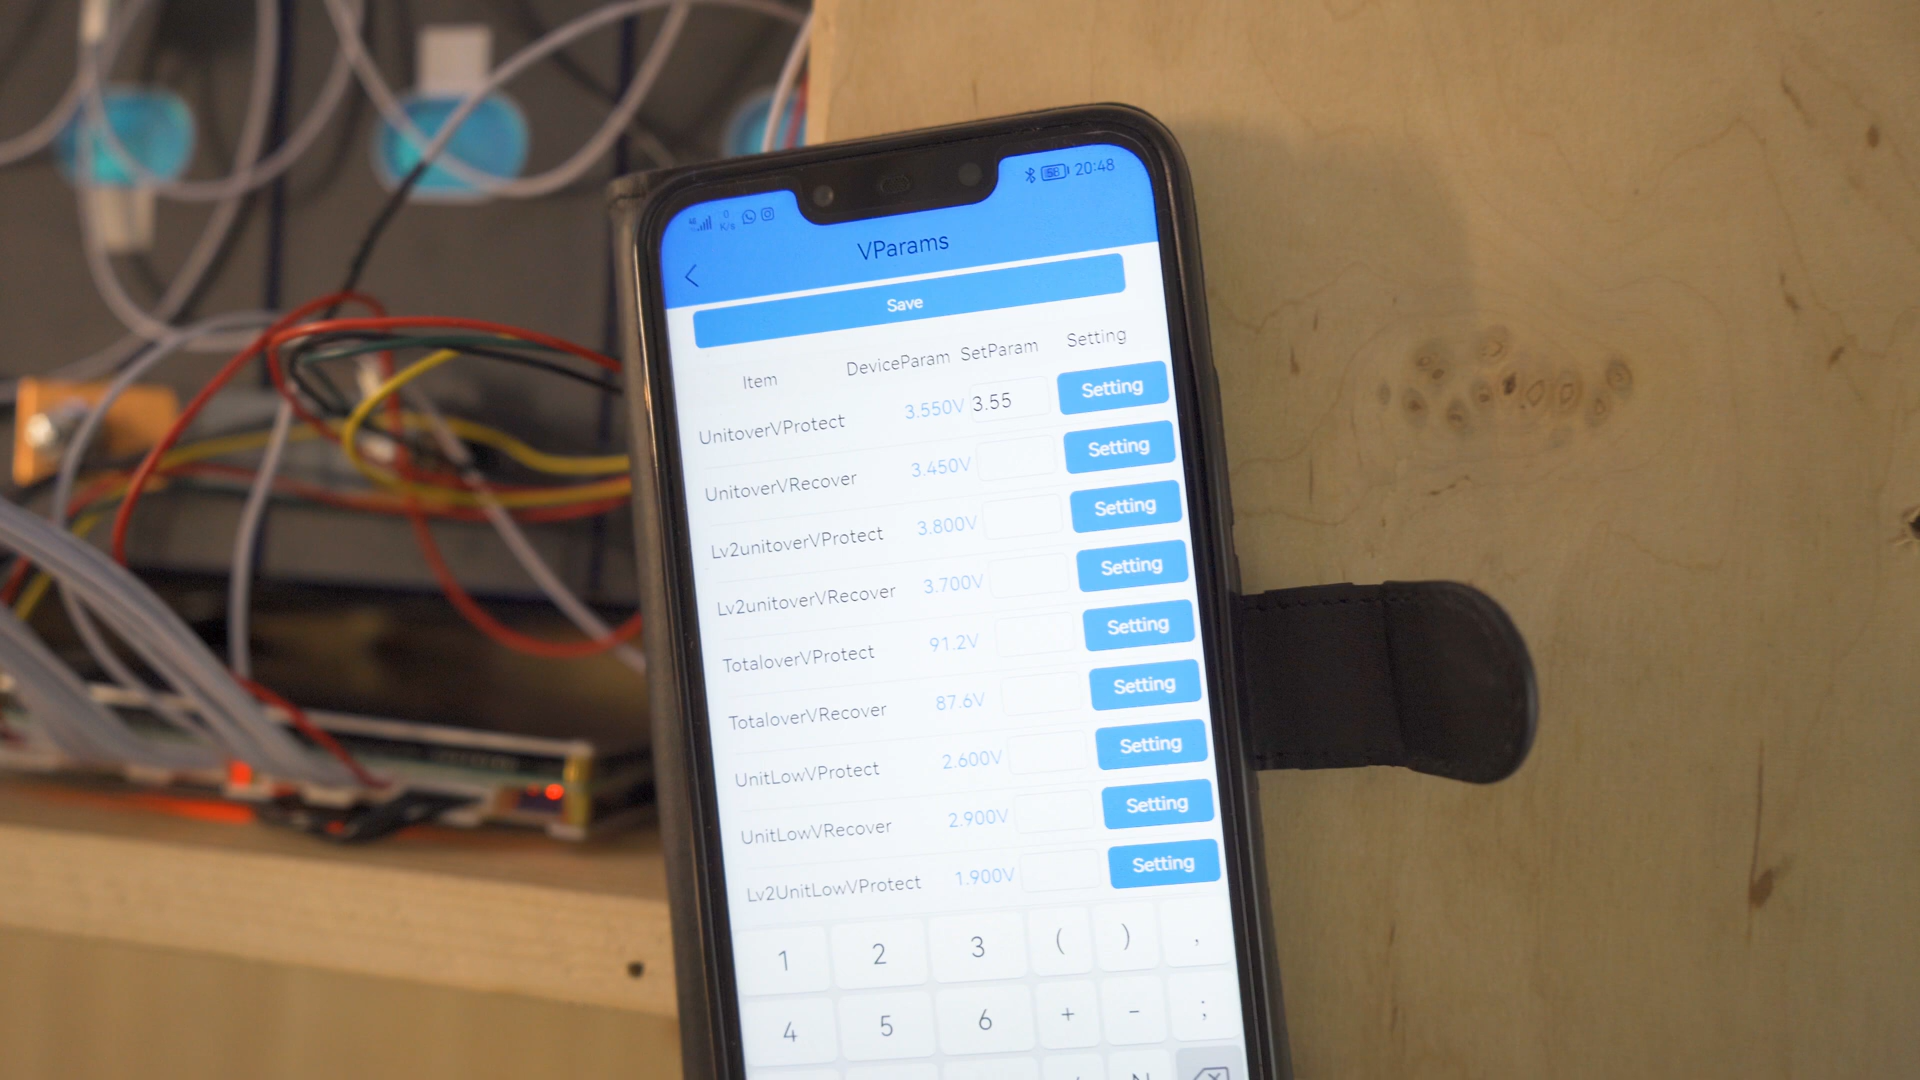 0
K/s
58
20:48
VParams
Save
Item DeviceParam SetParam Setting
UnitoverVProtect 3.550V 3.55 Setting
UnitoverVRecover 3.450V Setting
Lv2unitoverVProtect 3.800V Setting
Lv2unitoverVRecover 3.700V Setting
TotaloverVProtect 91.2V Setting
TotaloverVRecover 87.6V Setting
UnitLowVProtect 2.600V Setting
UnitLowVRecover 2.900V Setting
Lv2UnitLowVProtect 1.900V Setting
1 2 3 ( ) ,
4 5 6 + - ;